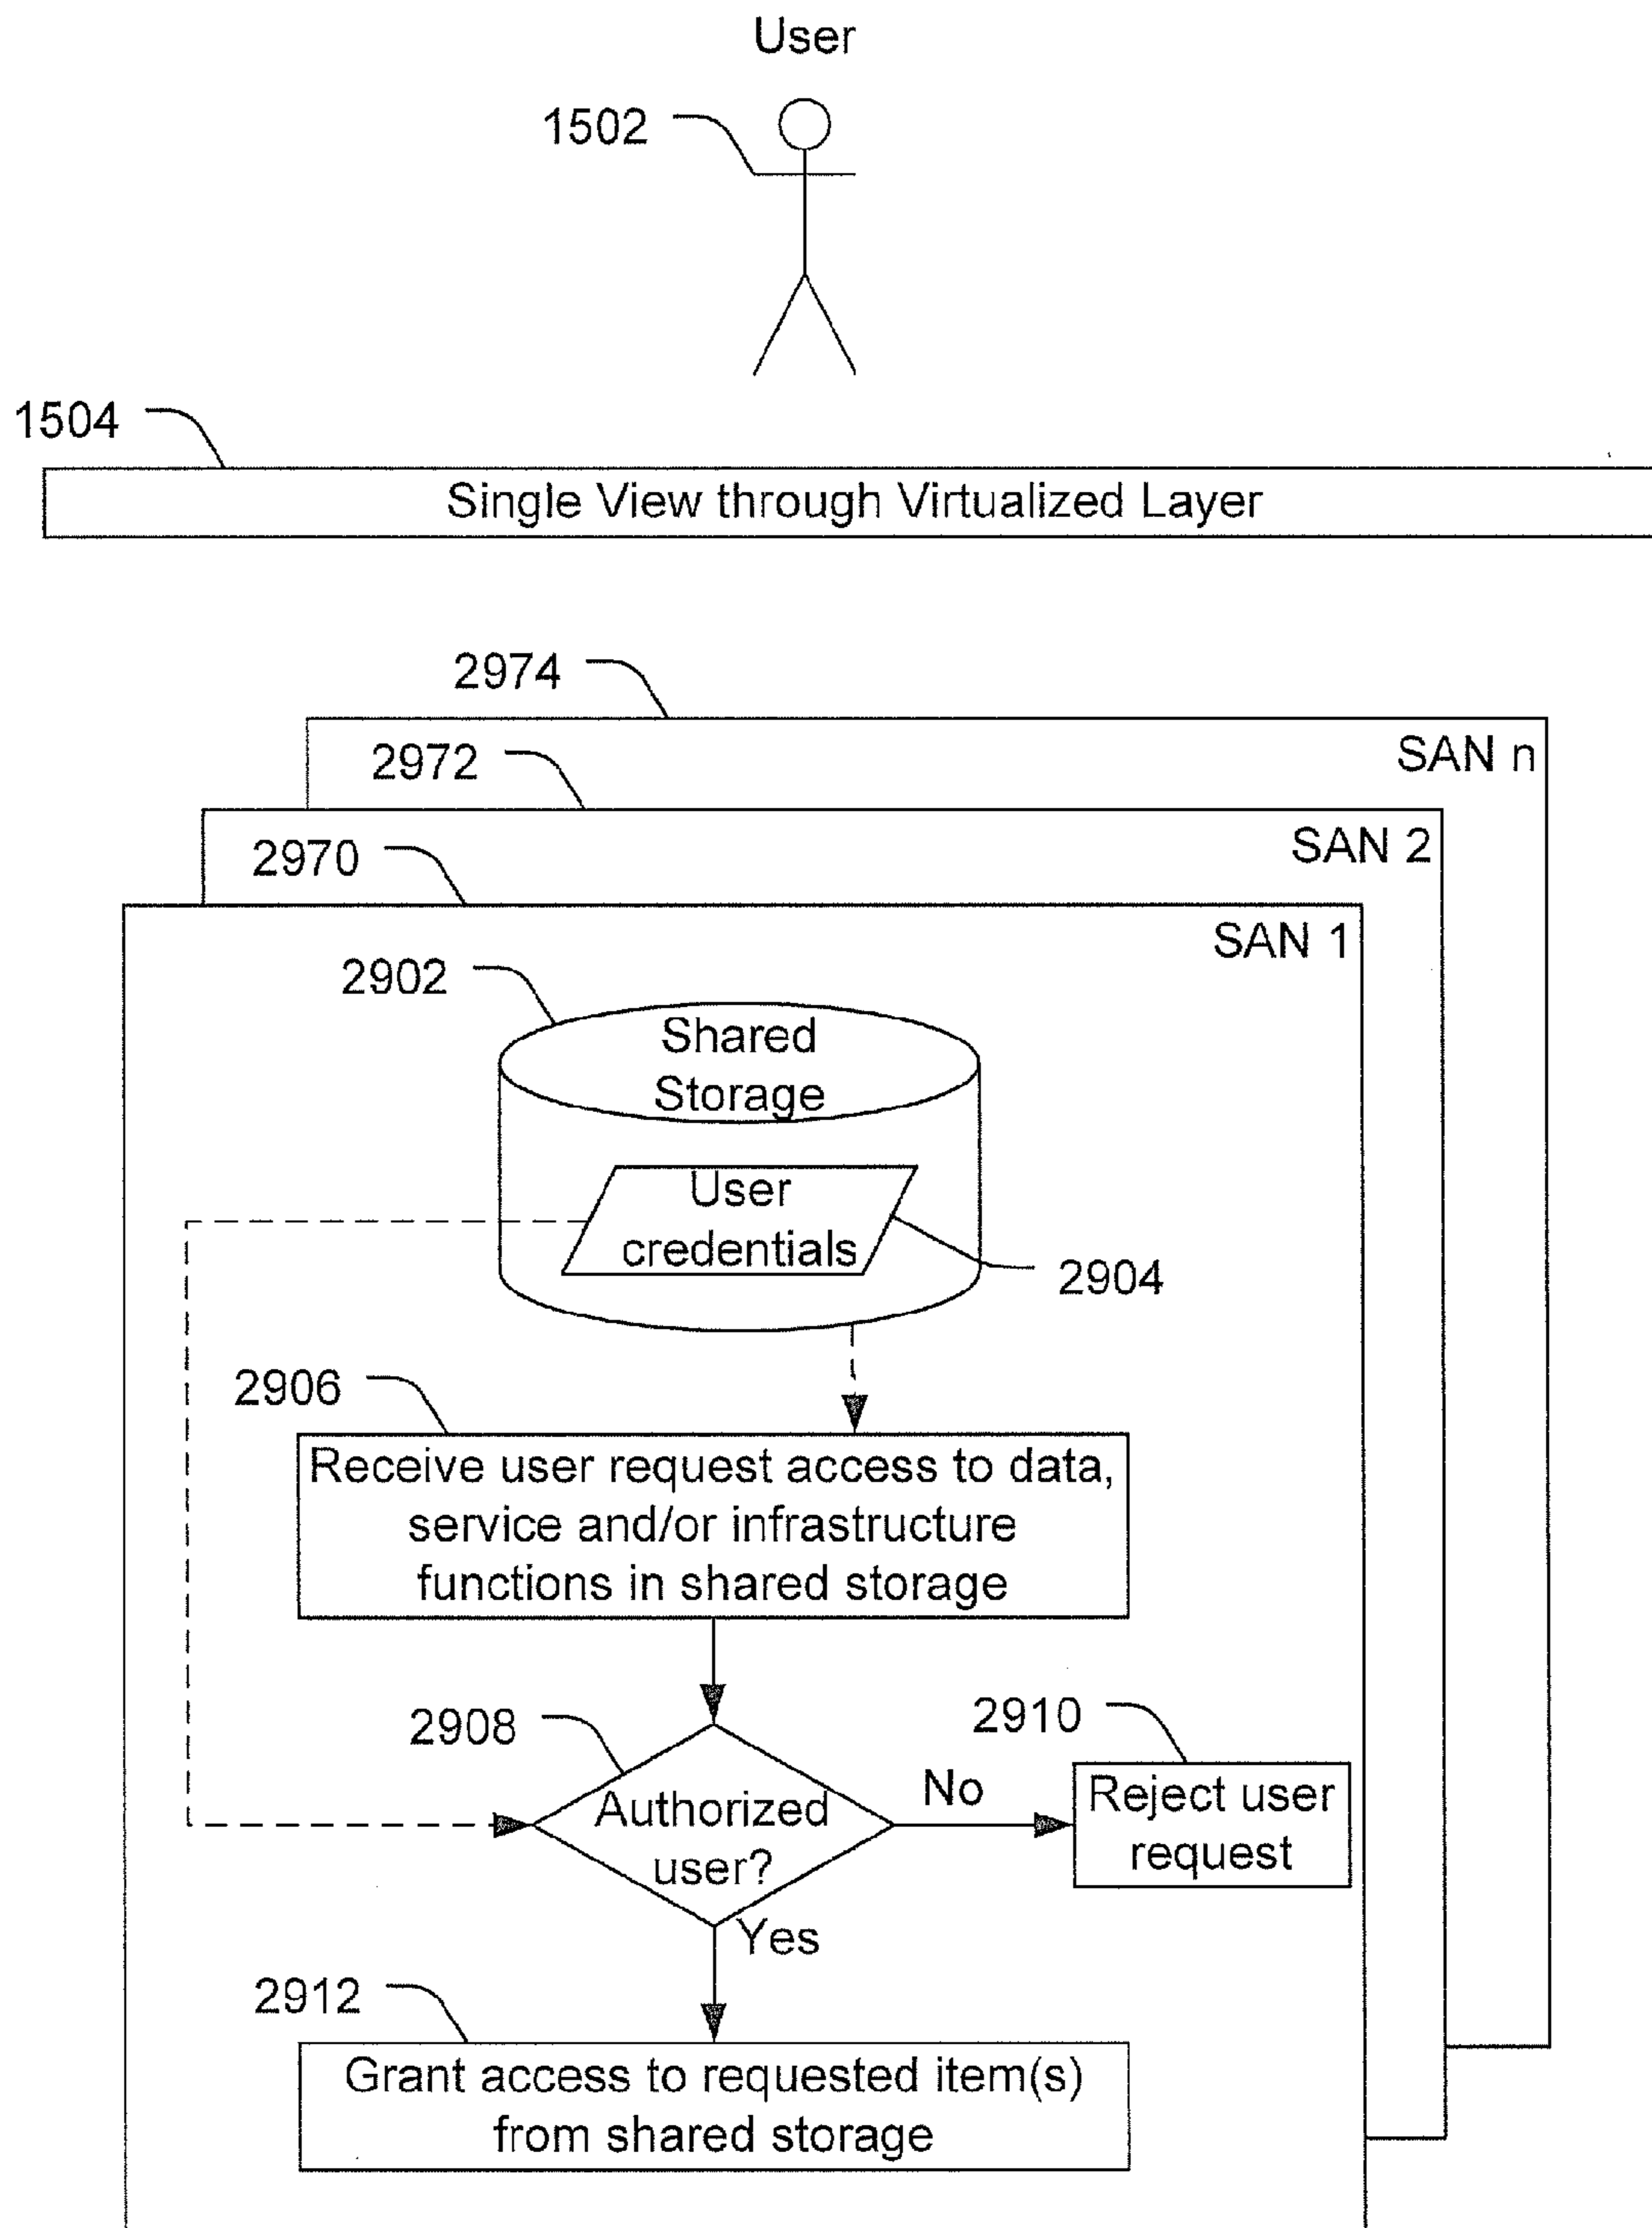 User
1502
1504
Single View through Virtualized Layer
2974
SAN n
2972
SAN 2
2970
SAN 1
2902
Shared
Storage
User
credentials
2904
2906
Receive user request access to data,
service and/or infrastructure
functions in shared storage
2908
Authorized
user?
No
2910
Reject user
request
Yes
2912
Grant access to requested item(s)
from shared storage